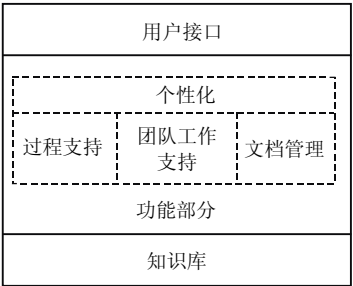 用户接口
个性化
过程支持
团队工作
支持
文档管理
功能部分
知识库